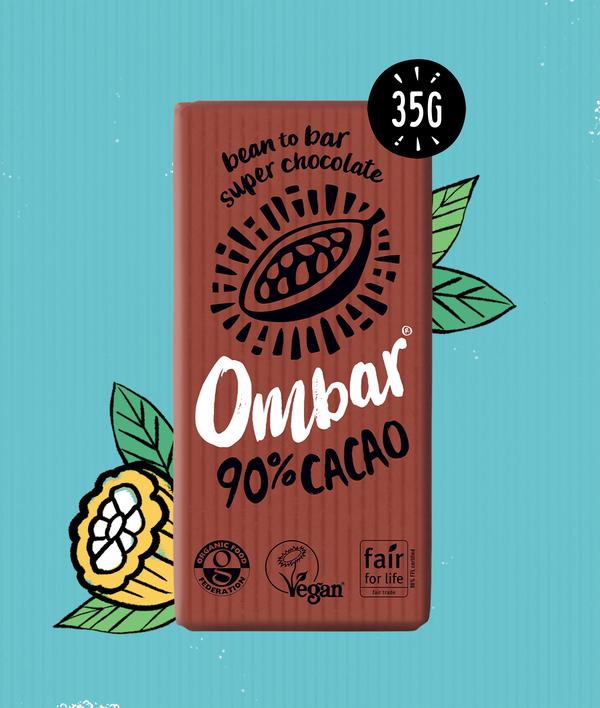 35G
bean to bar
super chocolate
Ombar®
90% CACAO
ORGANIC FOOD
FEDERATION
Vegan
fair
for life
fair trade